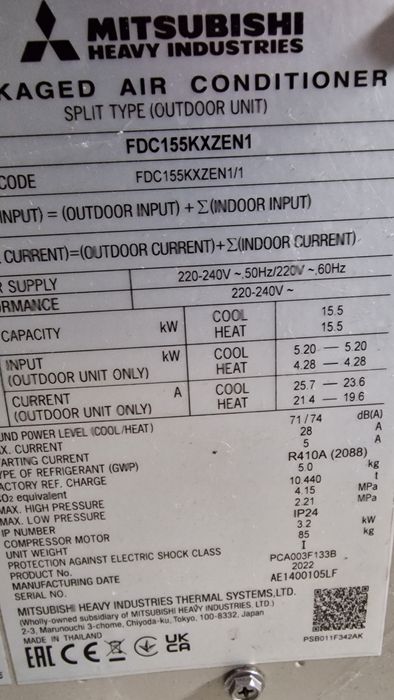 MITSUBISHI
HEAVY INDUSTRIES
KAGED AIR CONDITIONER
SPLIT TYPE (OUTDOOR UNIT)
FDC155KXZEN1
CODE FDC155KXZEN1/1
INPUT) = (OUTDOOR INPUT) + Σ(INDOOR INPUT)
CURRENT)=(OUTDOOR CURRENT)+Σ(INDOOR CURRENT)
R SUPPLY 220-240V ~,50Hz/220V ~,60Hz
ORMANCE 220-240V ~
CAPACITY kW COOL 15.5
HEAT 15.5
INPUT kW COOL 5.20 — 5.20
(OUTDOOR UNIT ONLY) HEAT 4.28 — 4.28
CURRENT A COOL 25.7 — 23.6
(OUTDOOR UNIT ONLY) HEAT 21.4 — 19.6
UND POWER LEVEL (COOL/HEAT) 71/74 dB(A)
X. CURRENT 28 A
ARTING CURRENT 5 A
YPE OF REFRIGERANT (GWP) R410A (2088)
ACTORY REF. CHARGE 5.0 kg
CO2 equivalent 10.440 t
MAX. HIGH PRESSURE 4.15 MPa
MAX. LOW PRESSURE 2.21 MPa
IP NUMBER IP24
COMPRESSOR MOTOR 3.2 kW
UNIT WEIGHT 85 kg
PROTECTION AGAINST ELECTRIC SHOCK CLASS I
PRODUCT No. PCA003F133B
MANUFACTURING DATE 2022
SERIAL NO. AE1400105LF
MITSUBISHI HEAVY INDUSTRIES THERMAL SYSTEMS,LTD.
(Wholly-owned subsidiary of MITSUBISHI HEAVY INDUSTRIES, LTD.)
2-3, Marunouchi 3-chome, Chiyoda-ku, Tokyo, 100-8332, Japan
MADE IN THAILAND
EAC CE UK CA
PSB011F342AK